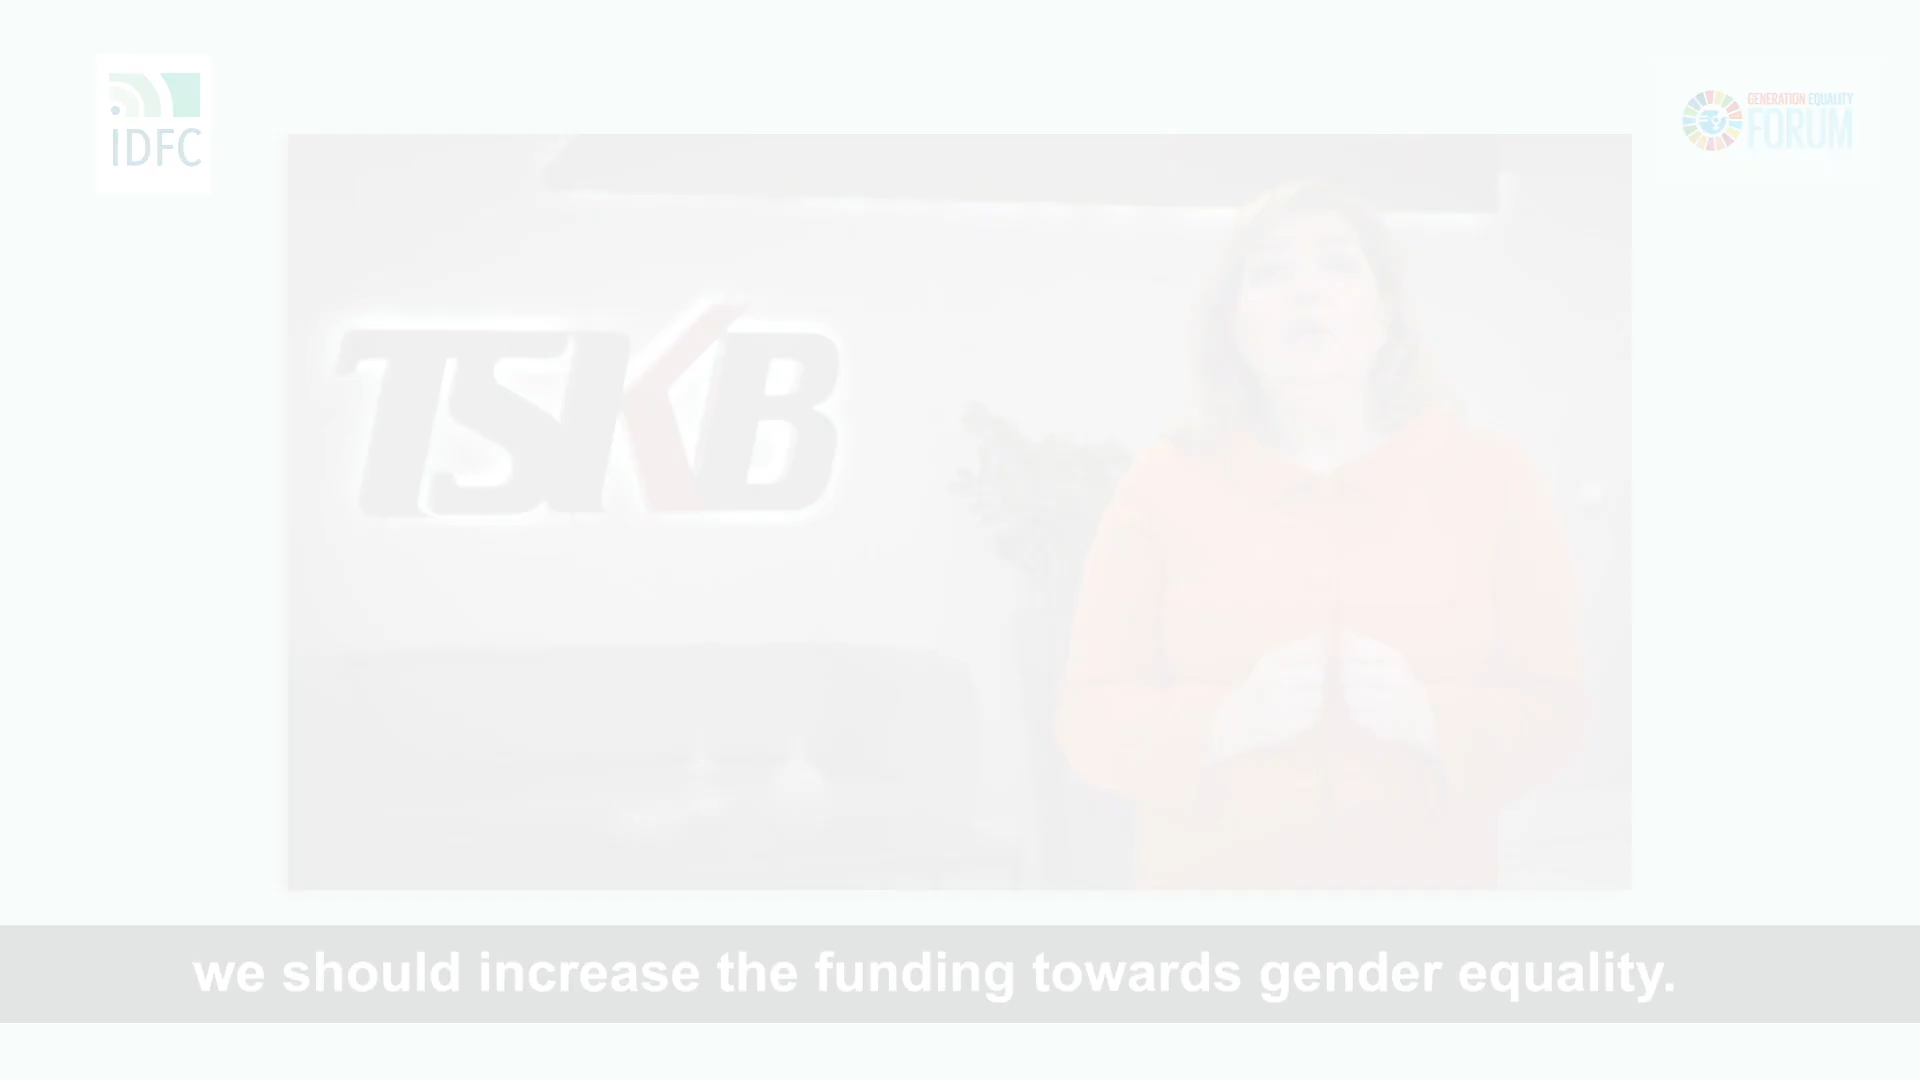 IDFC
GENERATION EQUALITY
FORUM
TSKB
we should increase the funding towards gender equality.